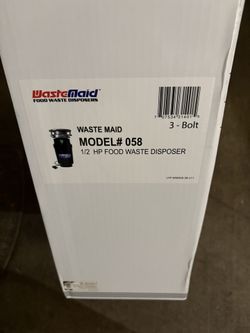 WasteMaid
FOOD WASTE DISPOSERS
3 - Bolt
WASTE MAID
MODEL# 058
1/2 HP FOOD WASTE DISPOSER